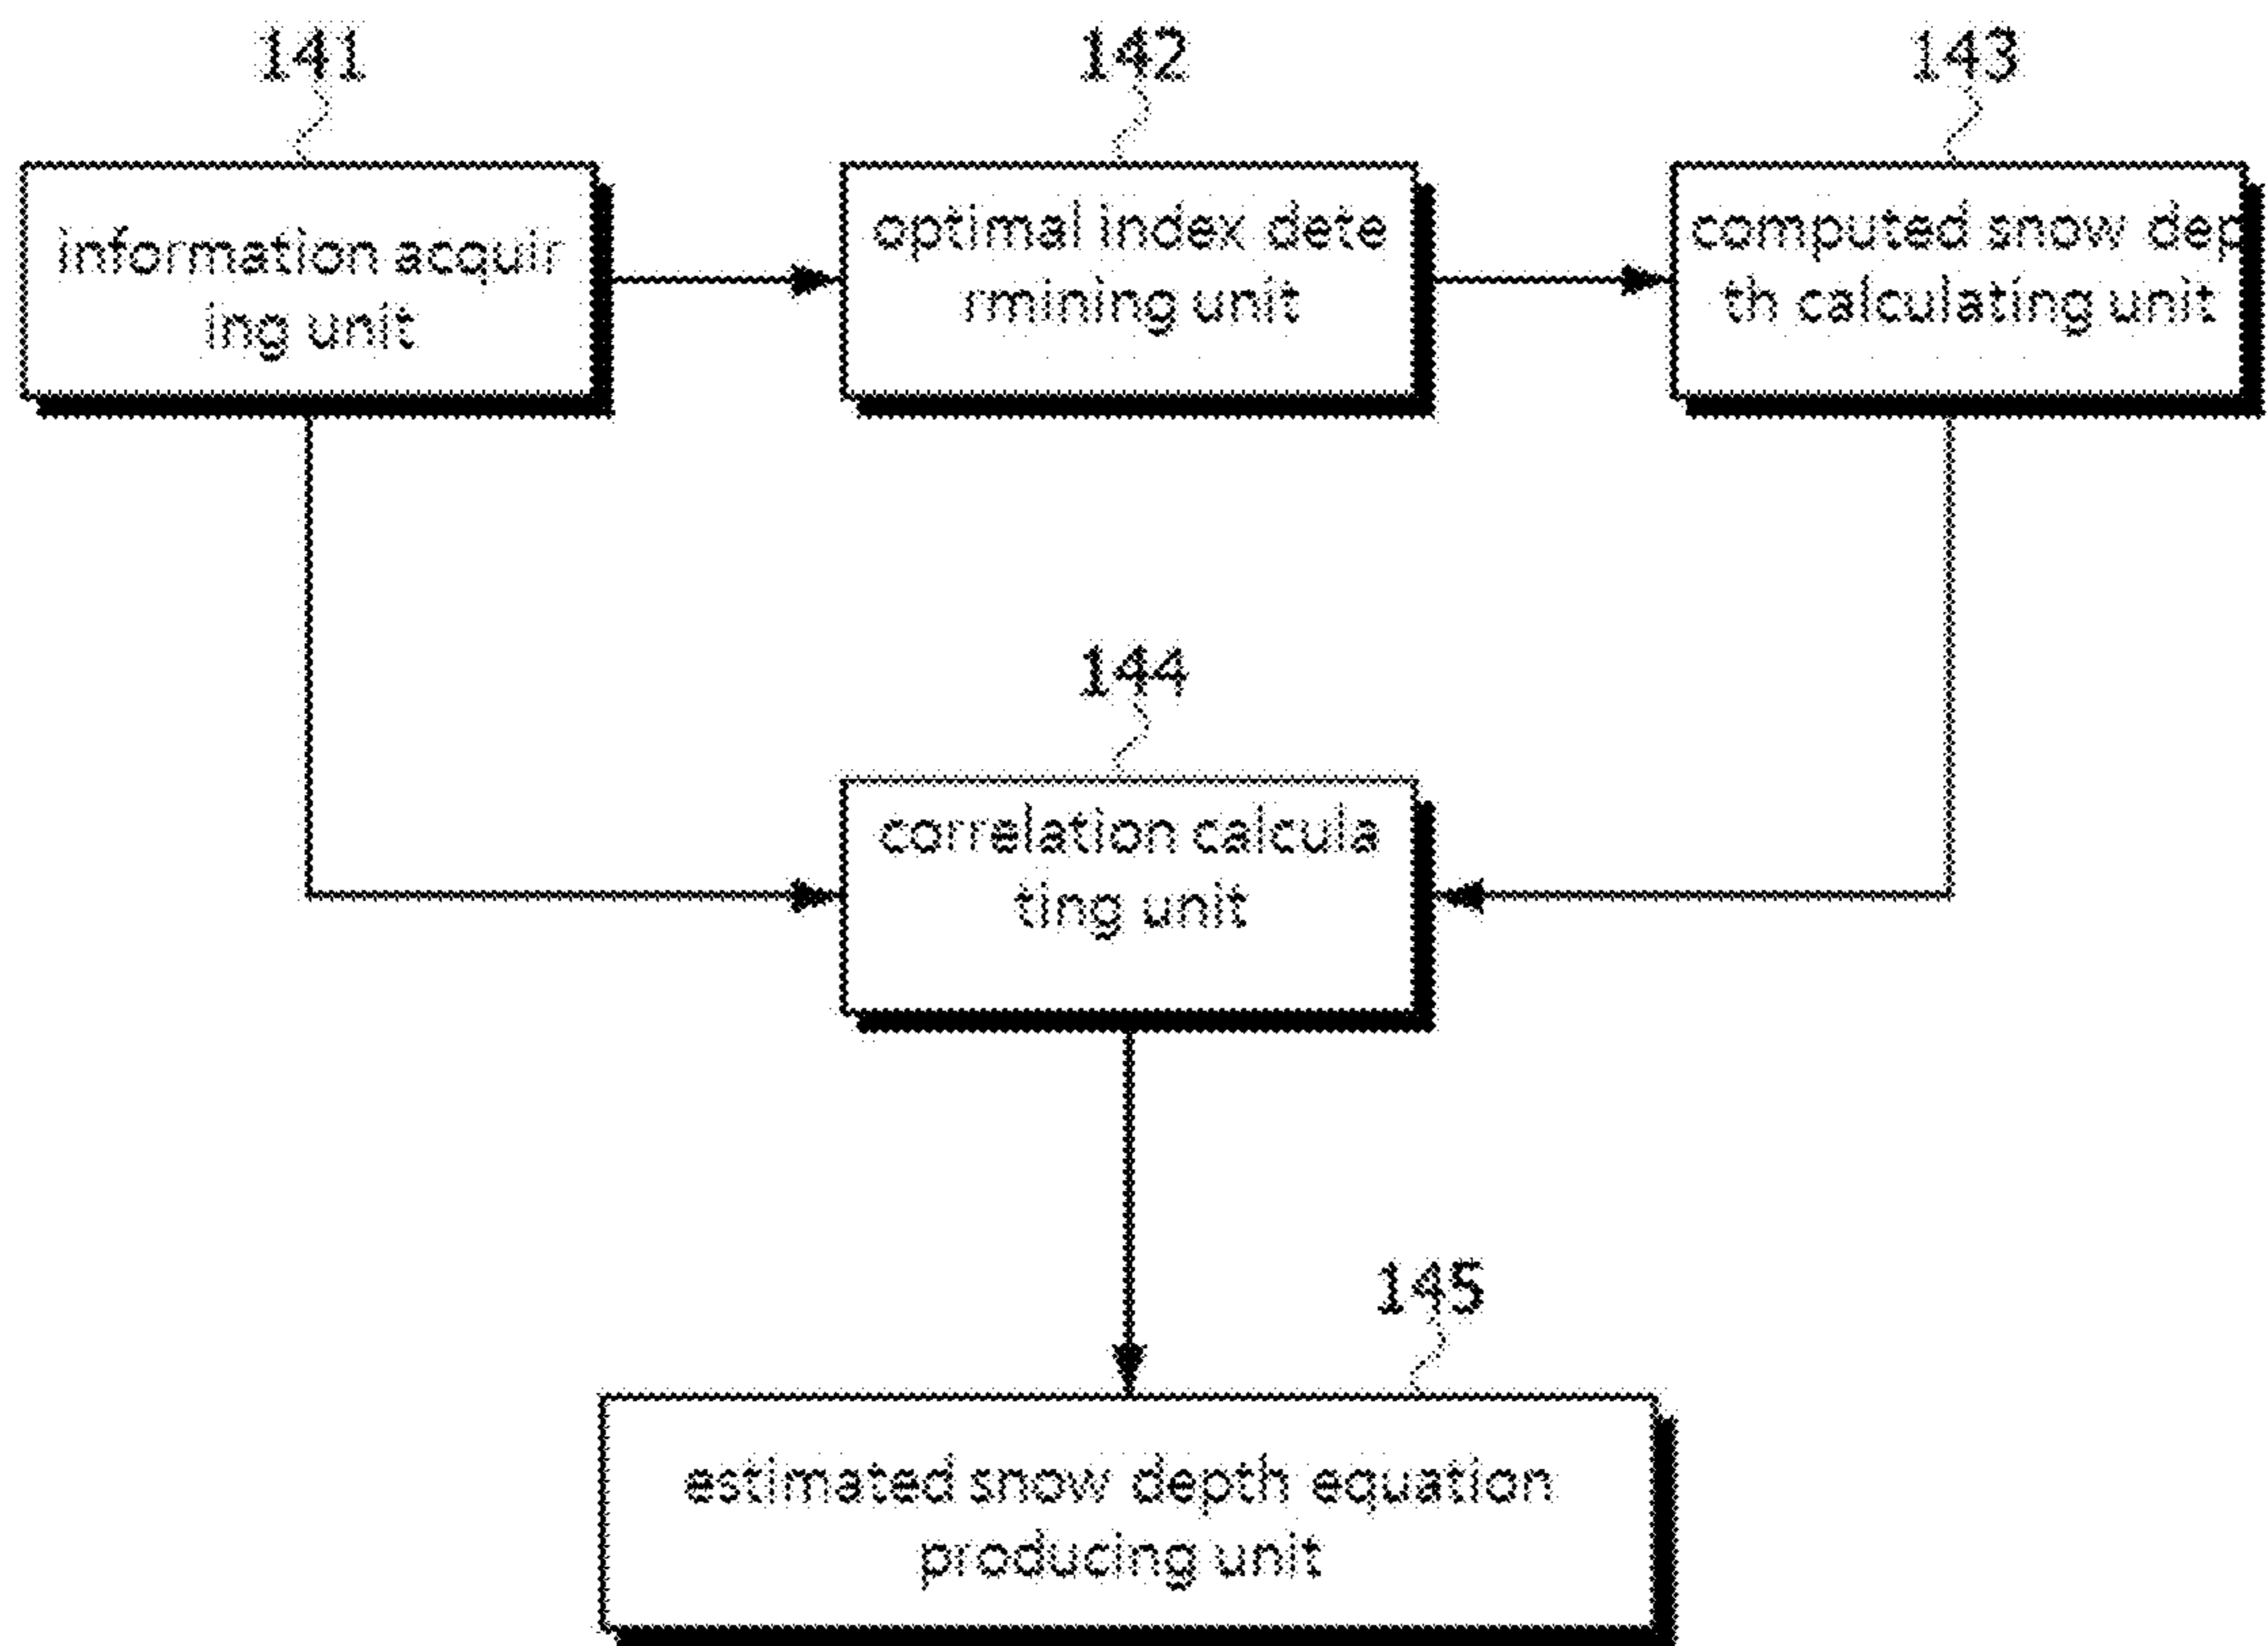 141
142
143
information acquir
ing unit
optimal index dete
rmining unit
computed snow dep
th calculating unit
144
correlation calcula
ting unit
145
estimated snow depth equation
producing unit